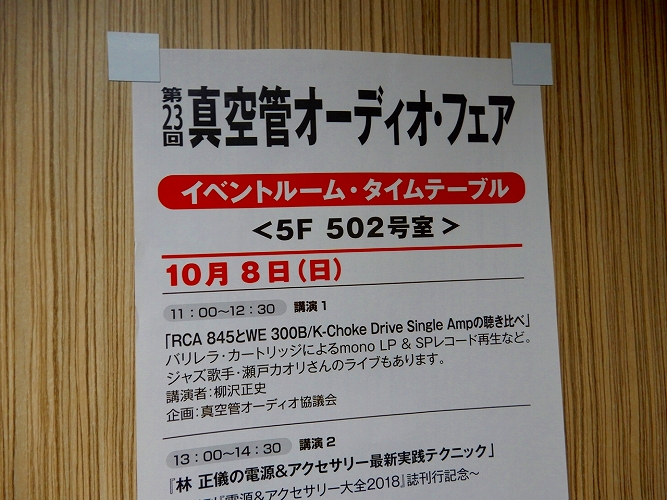 第23回 真空管オーディオ・フェア
イベントルーム・タイムテーブル
<5F 502号室>
10月8日(日)
11:00〜12:30 講演1
「RCA 845とWE 300B/K-Choke Drive Single Ampの聴き比べ」
バリレラ・カートリッジによるmono LP & SPレコード再生など。
ジャズ歌手・瀬戸カオリさんのライブもあります。
講演者:柳沢正史
企画:真空管オーディオ協議会
13:00〜14:30 講演2
『林 正儀の電源&アクセサリー最新実践テクニック』
『電源&アクセサリー大全2018』誌刊行記念〜